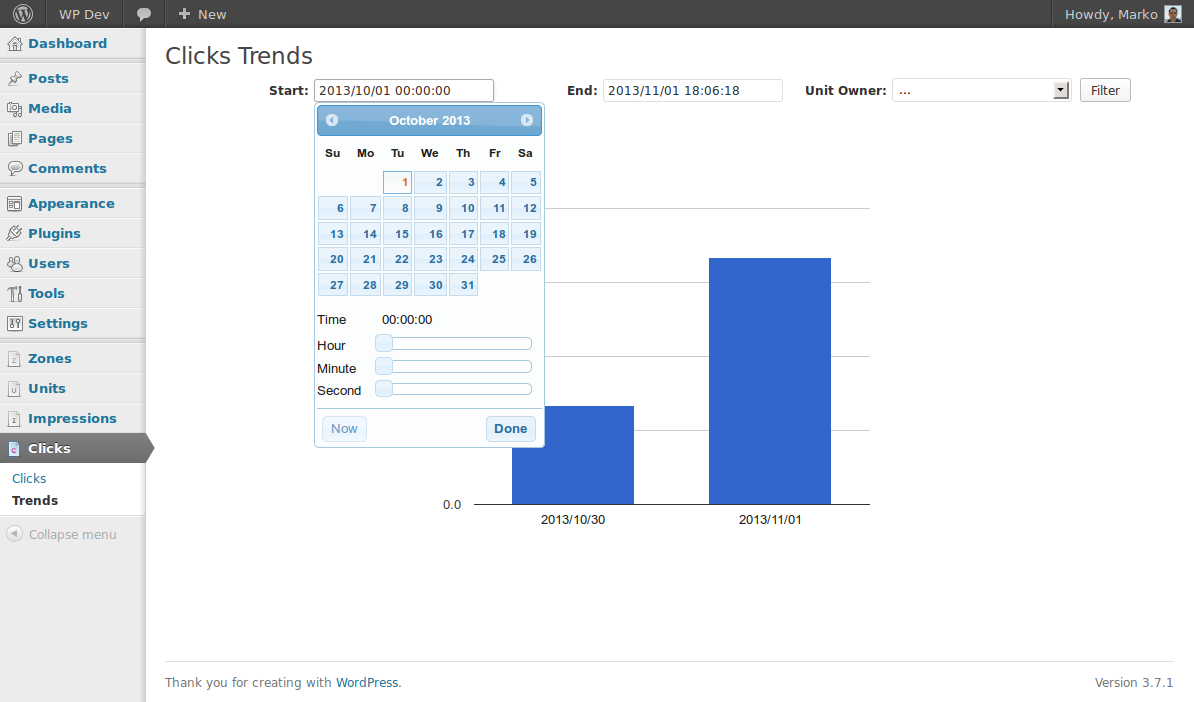 WP Dev
New
Howdy, Marko
Dashboard
Posts
Media
Pages
Comments
Appearance
Plugins
Users
Tools
Settings
Zones
Units
Impressions
Clicks
Clicks
Trends
Collapse menu
Clicks Trends
Start: 2013/10/01 00:00:00 End: 2013/11/01 18:06:18 Unit Owner: ... Filter
October 2013
Su Mo Tu We Th Fr Sa
1 2 3 4 5
6 7 8 9 10 11 12
13 14 15 16 17 18 19
20 21 22 23 24 25 26
27 28 29 30 31
Time 00:00:00
Hour
Minute
Second
Now Done
0.0
2013/10/30 2013/11/01
Thank you for creating with WordPress. Version 3.7.1